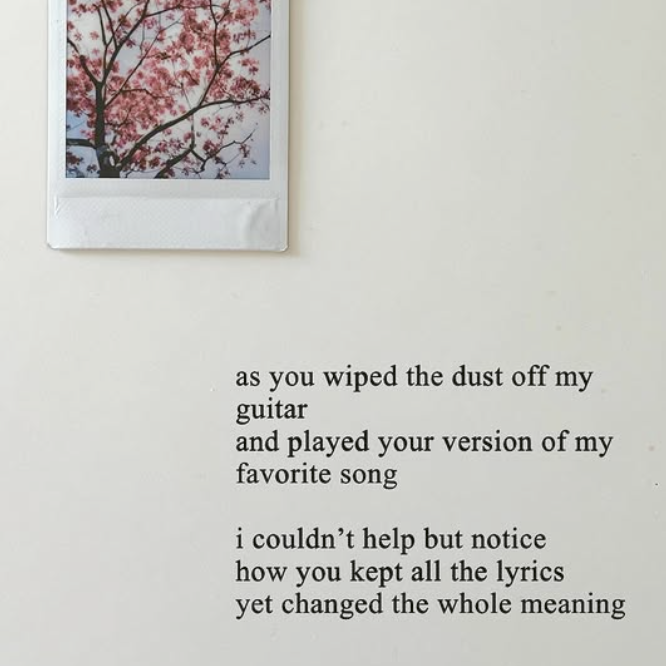 as you wiped the dust off my
guitar
and played your version of my
favorite song
i couldn’t help but notice
how you kept all the lyrics
yet changed the whole meaning